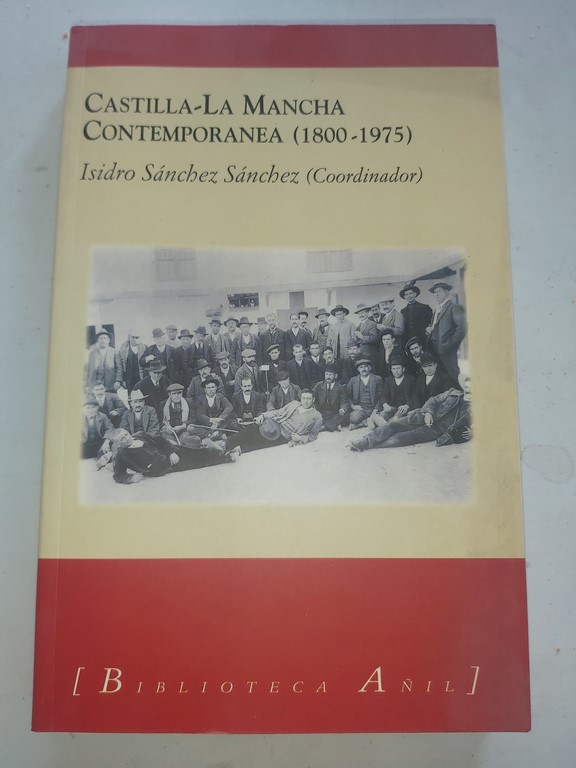 CASTILLA-LA MANCHA
CONTEMPORANEA (1800-1975)
Isidro Sánchez Sánchez (Coordinador)
[BIBLIOTECA AÑIL]